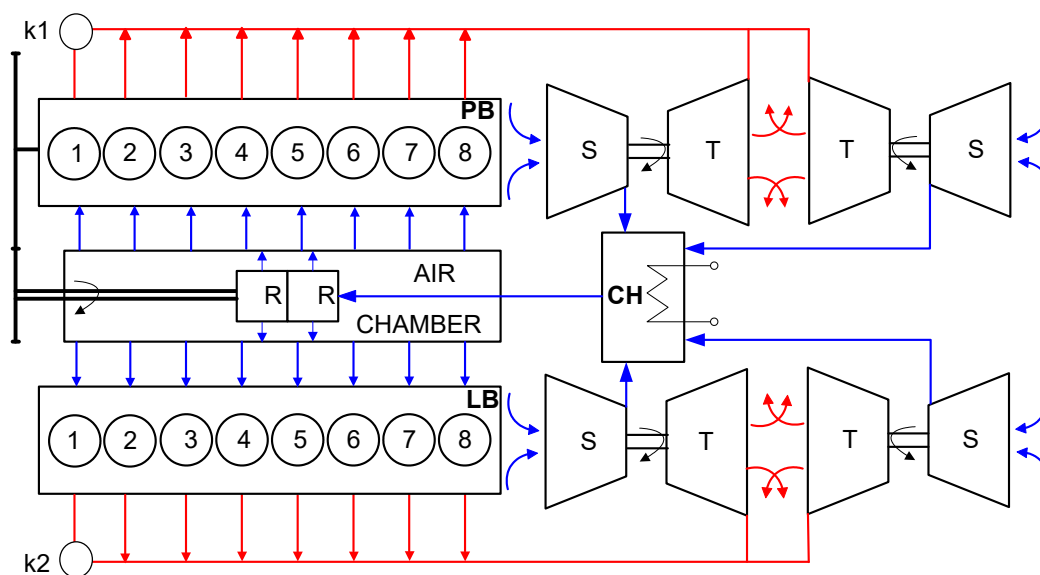 k1
PB
1 2 3 4 5 6 7 8
S T T S
AIR
R R CH
CHAMBER
LB
1 2 3 4 5 6 7 8
S T T S
k2